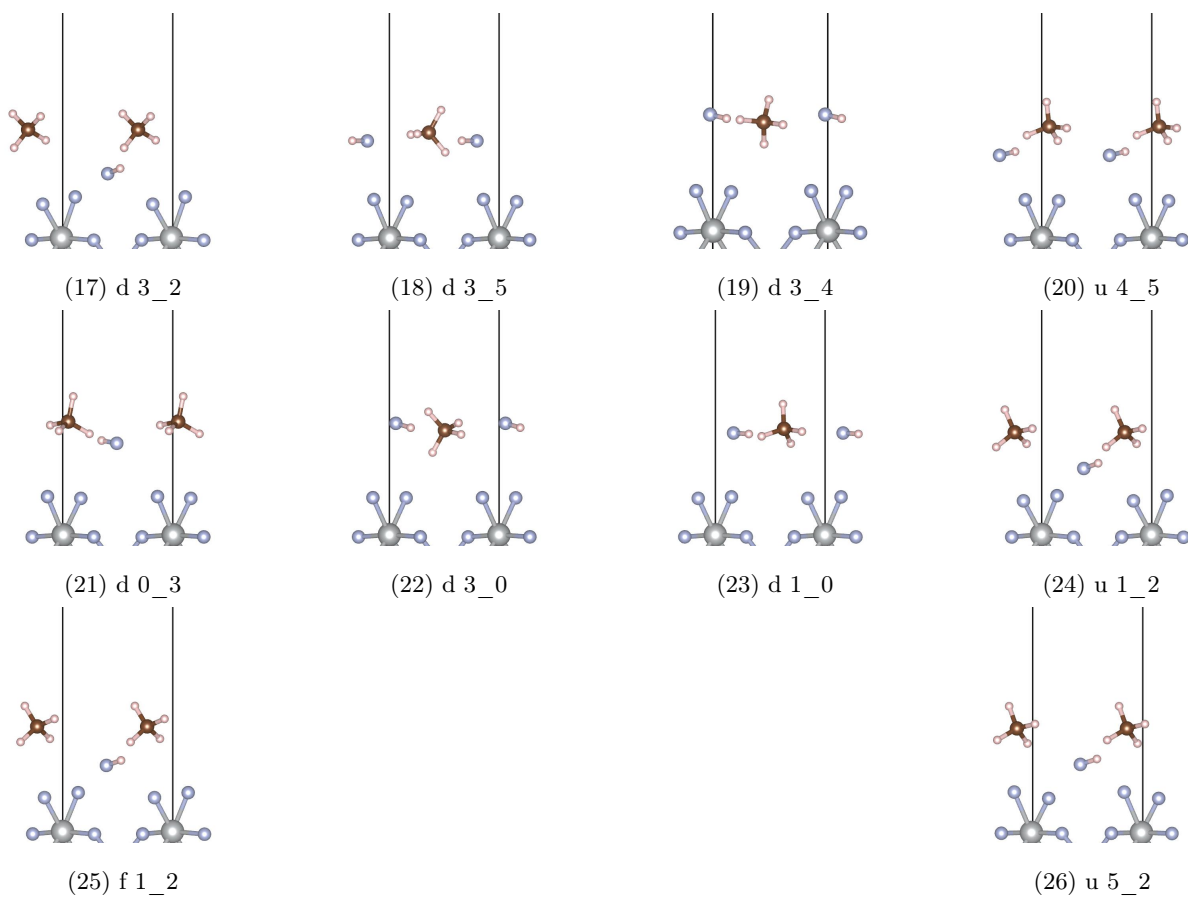 (17) d 3_2
(18) d 3_5
(19) d 3_4
(20) u 4_5
(21) d 0_3
(22) d 3_0
(23) d 1_0
(24) u 1_2
(25) f 1_2
(26) u 5_2